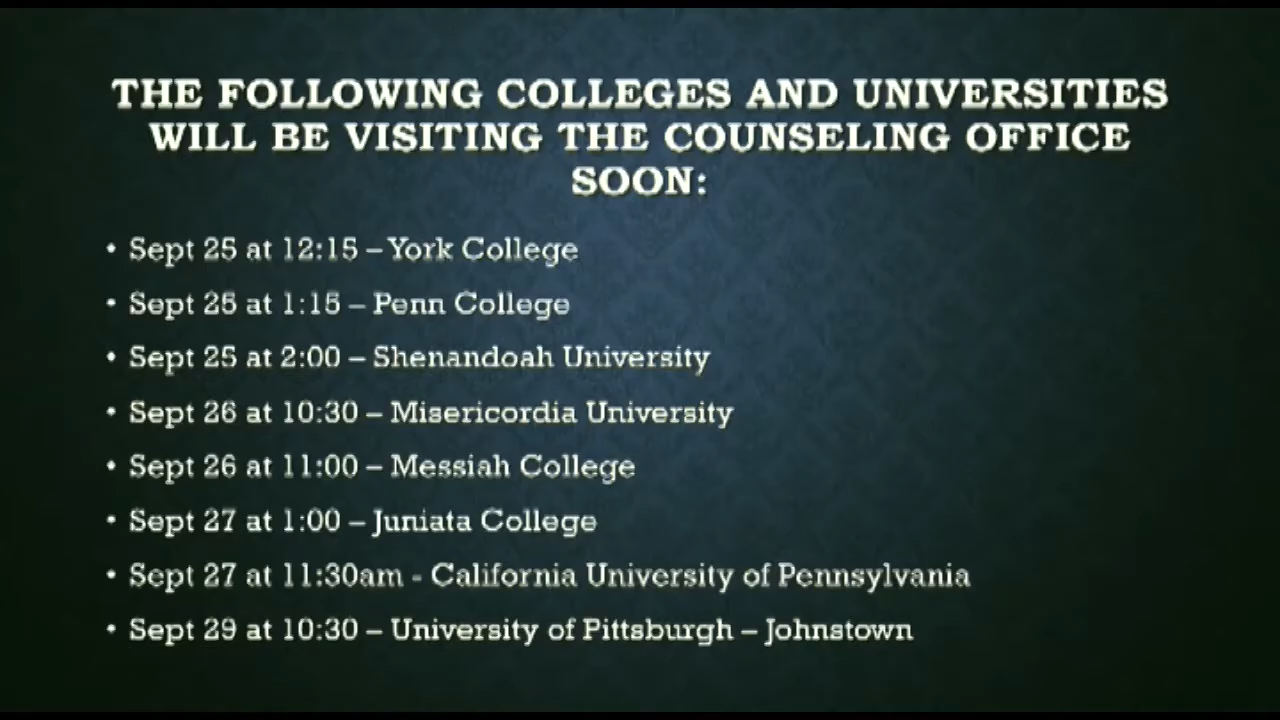 THE FOLLOWING COLLEGES AND UNIVERSITIES
WILL BE VISITING THE COUNSELING OFFICE
SOON:
• Sept 25 at 12:15 – York College
• Sept 25 at 1:15 – Penn College
• Sept 25 at 2:00 – Shenandoah University
• Sept 26 at 10:30 – Misericordia University
• Sept 26 at 11:00 – Messiah College
• Sept 27 at 1:00 – Juniata College
• Sept 27 at 11:30am - California University of Pennsylvania
• Sept 29 at 10:30 – University of Pittsburgh – Johnstown